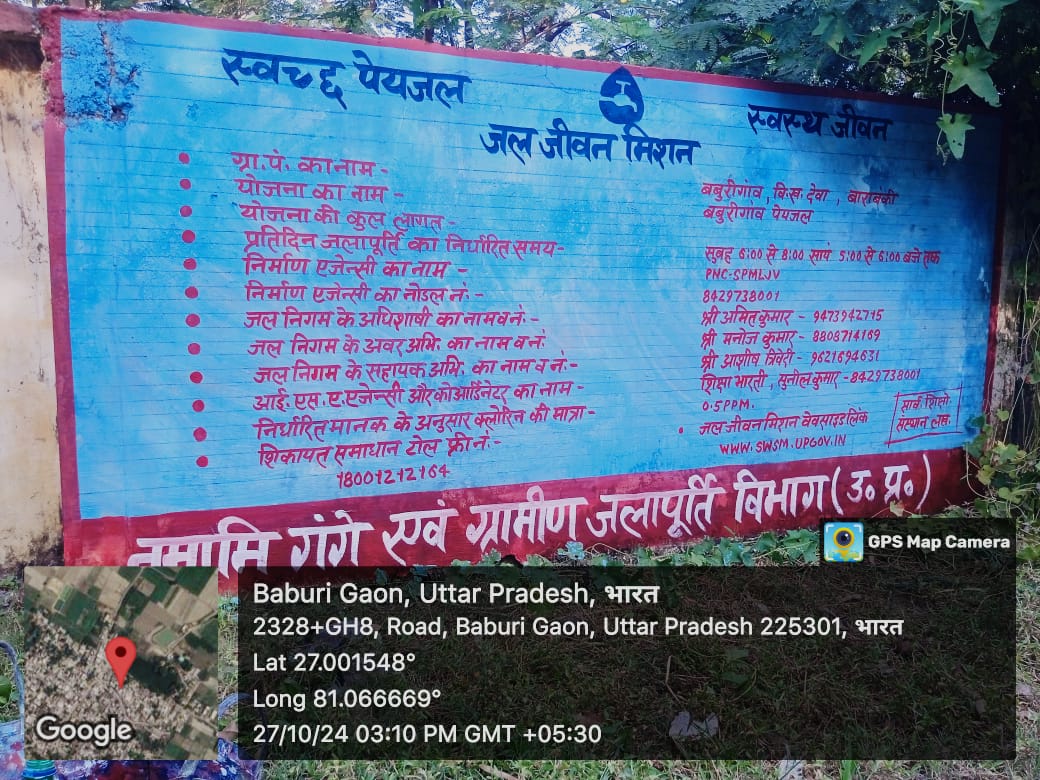 स्वच्छ पेयजल
जल जीवन मिशन
स्वस्थ जीवन
ग्रा.पं. का नाम -
योजना का नाम -
योजना की कुल लागत -
प्रतिदिन जलापूर्ति का निर्धारित समय-
निर्माण एजेन्सी का नाम -
निर्माण एजेन्सी का नोडल नं.-
जल निगम के अधिशाषी का नाम व नं.-
जल निगम के अवर अभि. का नाम व नं.
जल निगम के सहायक अभि. का नाम व नं.-
आई.एस.ए.एजेन्सी और कोआर्डिनेटर का नाम -
निर्धारित मानक के अनुसार क्लोरिन की मात्रा-
शिकायत समाधान टोल फ्री नं.-
18001212164
बबुरीगांव, वि.ख. देवा , बाराबंकी
बबुरीगांव पेयजल
सुवह 6:00 से 8:00 सायं 5:00 से 6:00 बजे तक
PNC-SPMLJV
8429738001
श्री अमित कुमार - 9473942715
श्री मनोज कुमार - 8808714169
श्री आशीष त्रिवेदी - 9621694631
शिक्षा भारती, सुनील कुमार - 8429738001
0.5PPM.
जल जीवन मिशन वेवसाइड लिंक
WWW.SWSM.UPGOV.IN
संस्थान लख.
नमामि गंगे एवं ग्रामीण जलापूर्ति विभाग (उ॰ प्र॰)
GPS Map Camera
Baburi Gaon, Uttar Pradesh, भारत
2328+GH8, Road, Baburi Gaon, Uttar Pradesh 225301, भारत
Lat 27.001548°
Long 81.066669°
27/10/24 03:10 PM GMT +05:30
Google